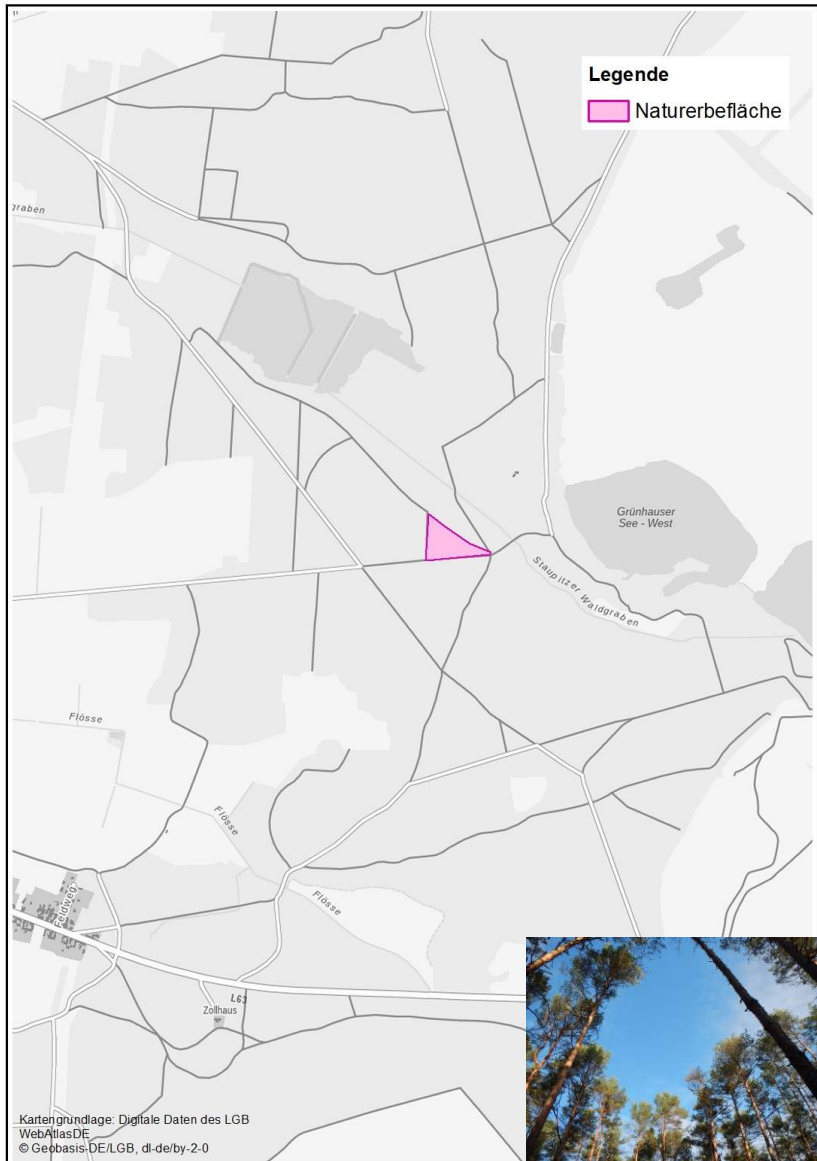 Legende
Naturerbefläche
graben
Grünhauser
See - West
Staupitzer Waldgraben
Flösse
Flösse
Feldweg
Flösse
L63
Zollhaus
Kartengrundlage: Digitale Daten des LGB
WebAtlasDE
© Geobasis-DE/LGB, dl-de/by-2-0